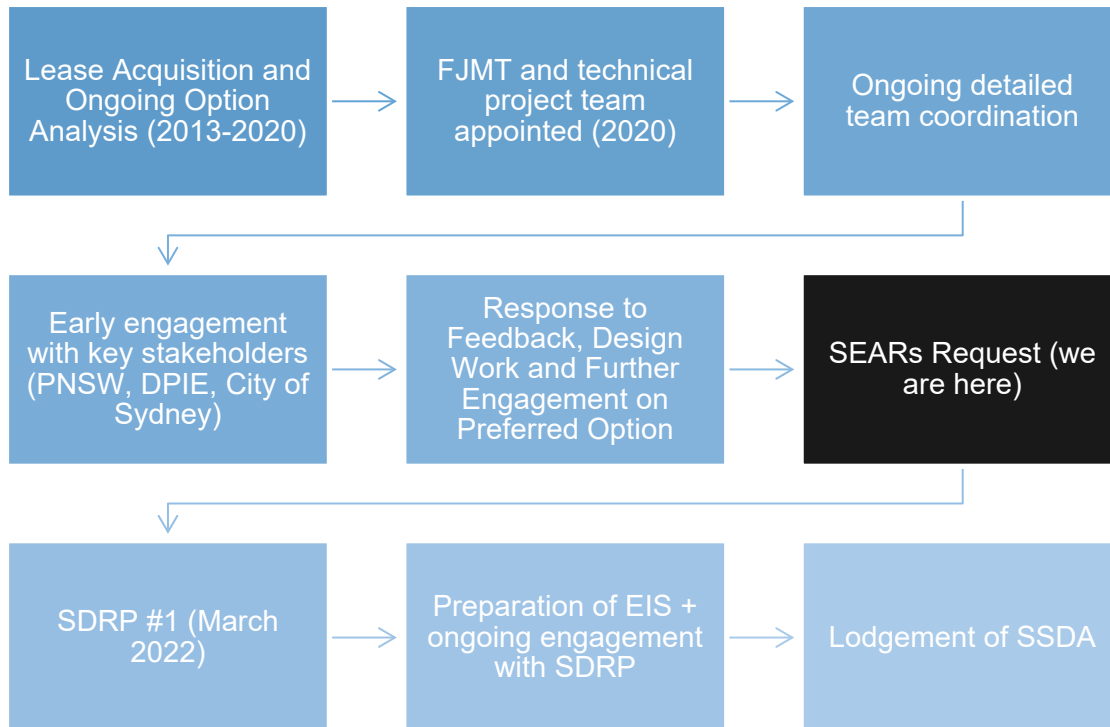 Lease Acquisition and
Ongoing Option
Analysis (2013-2020)
FJMT and technical
project team
appointed (2020)
Ongoing detailed
team coordination
Early engagement
with key stakeholders
(PNSW, DPIE, City of
Sydney)
Response to
Feedback, Design
Work and Further
Engagement on
Preferred Option
SEARs Request (we
are here)
SDRP #1 (March
2022)
Preparation of EIS +
ongoing engagement
with SDRP
Lodgement of SSDA